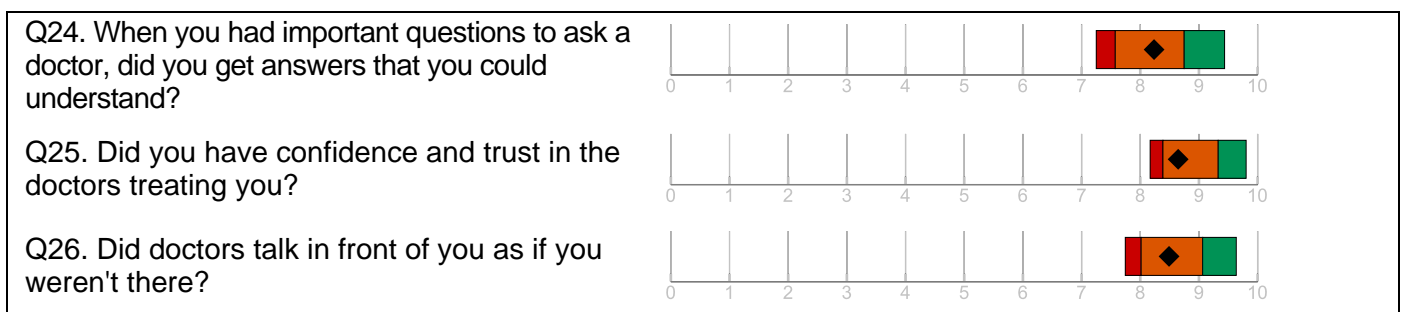 Q24. When you had important questions to ask a
doctor, did you get answers that you could
understand?
0 1 2 3 4 5 6 7 8 9 10
Q25. Did you have confidence and trust in the
doctors treating you?
0 1 2 3 4 5 6 7 8 9 10
Q26. Did doctors talk in front of you as if you
weren't there?
0 1 2 3 4 5 6 7 8 9 10